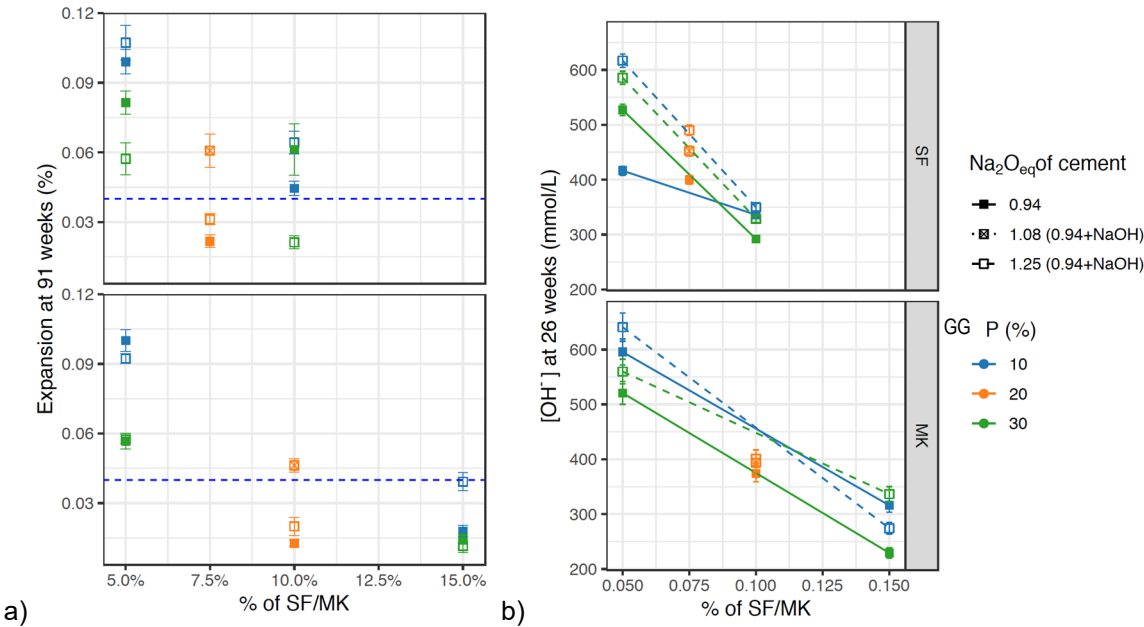 0.12
0.09
0.06
0.03
0.12
0.09
0.06
0.03
Expansion at 91 weeks (%)
5.0%
7.5%
10.0%
12.5%
15.0%
% of SF/MK
a)
600
500
400
300
200
600
500
400
300
200
[OH⁻] at 26 weeks (mmol/L)
SF
MK
0.050
0.075
0.100
0.125
0.150
% of SF/MK
b)
Na₂Oeqof cement
0.94
1.08 (0.94+NaOH)
1.25 (0.94+NaOH)
GG P (%)
10
20
30